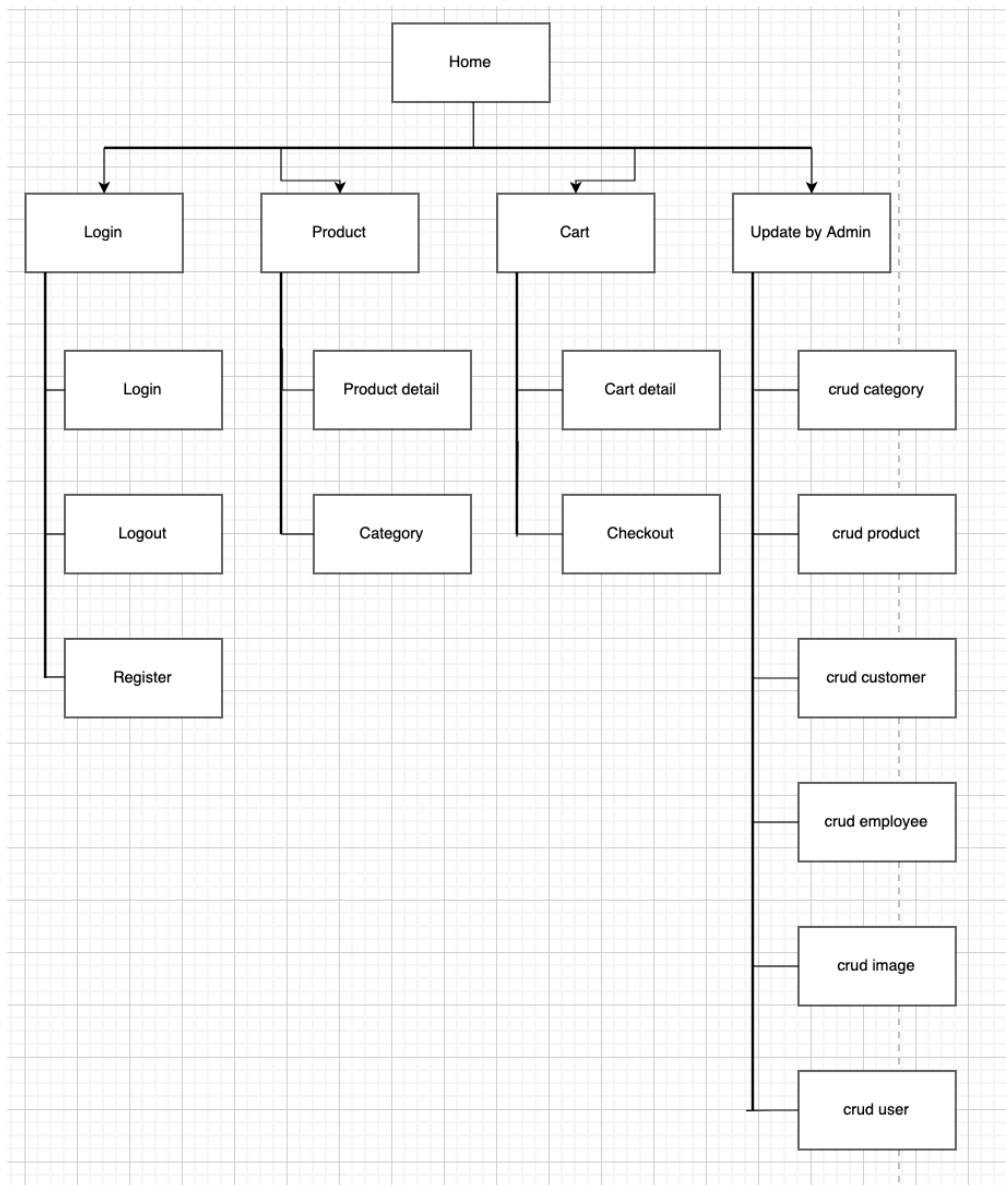 Home
Login
Product
Cart
Update by Admin
Login
Product detail
Cart detail
crud category
Logout
Category
Checkout
crud product
Register
crud customer
crud employee
crud image
crud user